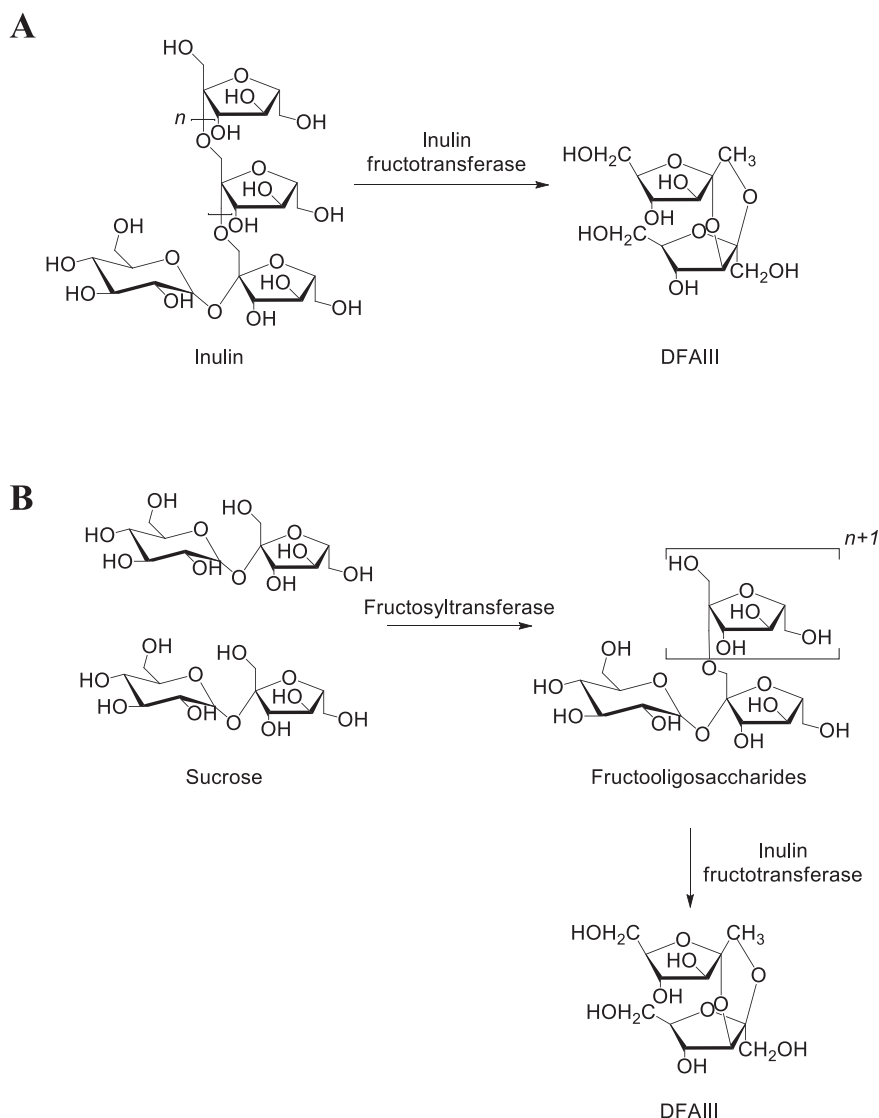 A
HO
O
HO
OH
n
OH
O
O
HO
OH
OH
OH
O
HO
O
O
HO
HO
OH
O
OH
OH
OH
Inulin
Inulin
fructotransferase
HOH2C
O
CH3
HO
O
OH
O
HOH2C
O
CH2OH
OH
DFAIII
B
OH
HO
HO
O
O
HO
HO
OH
O
OH
OH
OH
HO
HO
O
O
HO
HO
OH
O
OH
OH
Sucrose
Fructosyltransferase
n+1
HO
O
HO
OH
OH
OH
O
HO
O
O
HO
HO
OH
O
OH
OH
Fructooligosaccharides
Inulin
fructotransferase
HOH2C
O
CH3
HO
O
OH
O
HOH2C
O
CH2OH
OH
DFAIII